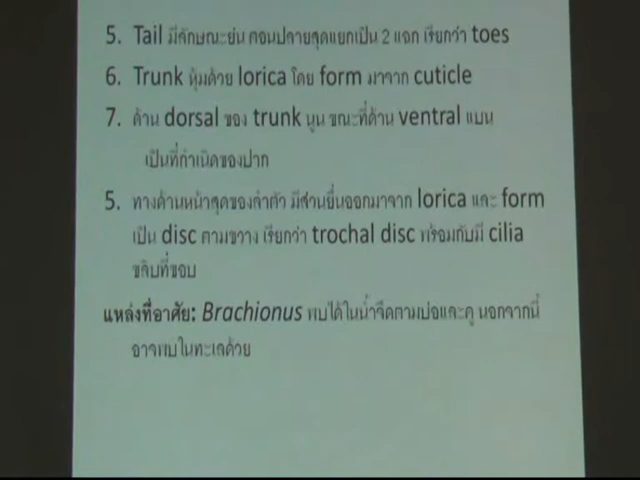 5. Tail มีลักษณะย่น ตอนปลายสุดแยกเป็น 2 แฉก เรียกว่า toes
6. Trunk หุ้มด้วย lorica โดย form มาจาก cuticle
7. ด้าน dorsal ของ trunk นูน ขณะที่ด้าน ventral แบน
เป็นที่กำเนิดของปาก
5. ทางด้านหน้าสุดของลำตัว มีส่วนยื่นออกมาจาก lorica และ form
เป็น disc ตามขวาง เรียกว่า trochal disc พร้อมกับมี cilia
ขลิบที่ขอบ
แหล่งที่อาศัย: Brachionus พบได้ในน้ำจืดตามบ่อและคู นอกจากนี้
อาจพบในทะเลด้วย